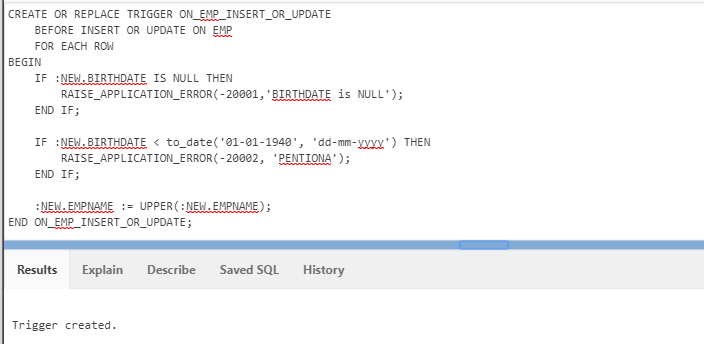 CREATE OR REPLACE TRIGGER ON_EMP_INSERT_OR_UPDATE
    BEFORE INSERT OR UPDATE ON EMP
    FOR EACH ROW
BEGIN
    IF :NEW.BIRTHDATE IS NULL THEN
        RAISE_APPLICATION_ERROR(-20001,'BIRTHDATE is NULL');
    END IF;

    IF :NEW.BIRTHDATE < to_date('01-01-1940', 'dd-mm-yyyy') THEN
        RAISE_APPLICATION_ERROR(-20002, 'PENTIONA');
    END IF;

    :NEW.EMPNAME := UPPER(:NEW.EMPNAME);
END ON_EMP_INSERT_OR_UPDATE;
Results Explain Describe Saved SQL History
Trigger created.